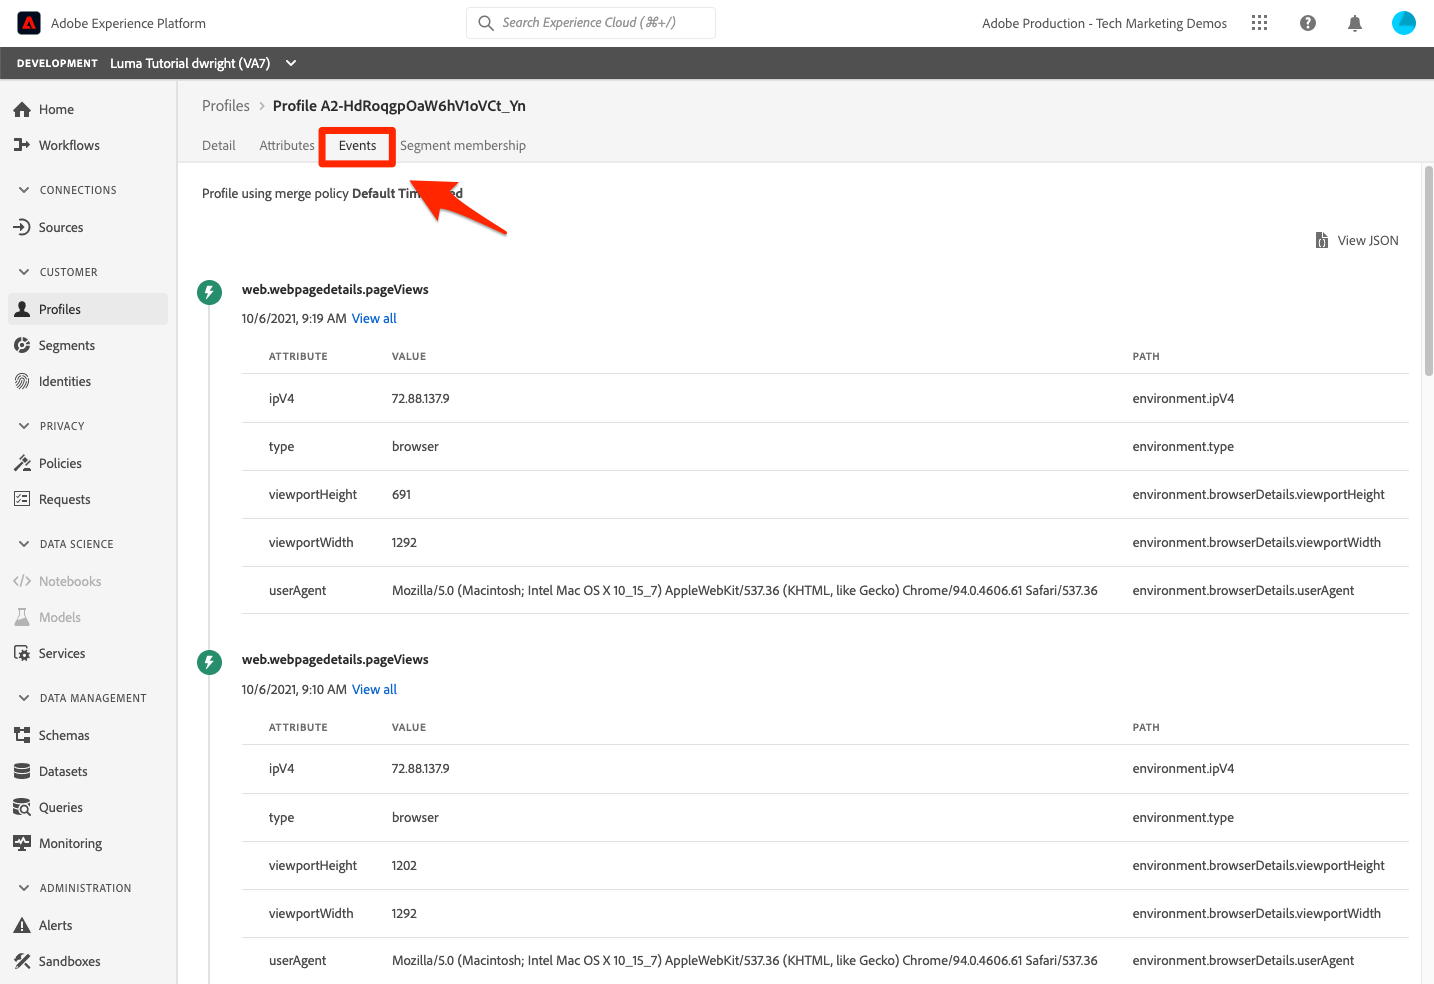 Adobe Experience Platform
Search Experience Cloud (⌘+/)
Adobe Production - Tech Marketing Demos
DEVELOPMENT Luma Tutorial dwright (VA7)
Home
Workflows
CONNECTIONS
Sources
CUSTOMER
Profiles
Segments
Identities
PRIVACY
Policies
Requests
DATA SCIENCE
Notebooks
Models
Services
DATA MANAGEMENT
Schemas
Datasets
Queries
Monitoring
ADMINISTRATION
Alerts
Sandboxes
Profiles > Profile A2-HdRoqgpOaW6hV1oVCt_Yn
Detail Attributes Events Segment membership
Profile using merge policy Default
View JSON
web.webpagedetails.pageViews
10/6/2021, 9:19 AM View all
ATTRIBUTE VALUE PATH
ipV4 72.88.137.9 environment.ipV4
type browser environment.type
viewportHeight 691 environment.browserDetails.viewportHeight
viewportWidth 1292 environment.browserDetails.viewportWidth
userAgent Mozilla/5.0 (Macintosh; Intel Mac OS X 10_15_7) AppleWebKit/537.36 (KHTML, like Gecko) Chrome/94.0.4606.61 Safari/537.36 environment.browserDetails.userAgent
web.webpagedetails.pageViews
10/6/2021, 9:10 AM View all
ATTRIBUTE VALUE PATH
ipV4 72.88.137.9 environment.ipV4
type browser environment.type
viewportHeight 1202 environment.browserDetails.viewportHeight
viewportWidth 1292 environment.browserDetails.viewportWidth
userAgent Mozilla/5.0 (Macintosh; Intel Mac OS X 10_15_7) AppleWebKit/537.36 (KHTML, like Gecko) Chrome/94.0.4606.61 Safari/537.36 environment.browserDetails.userAgent